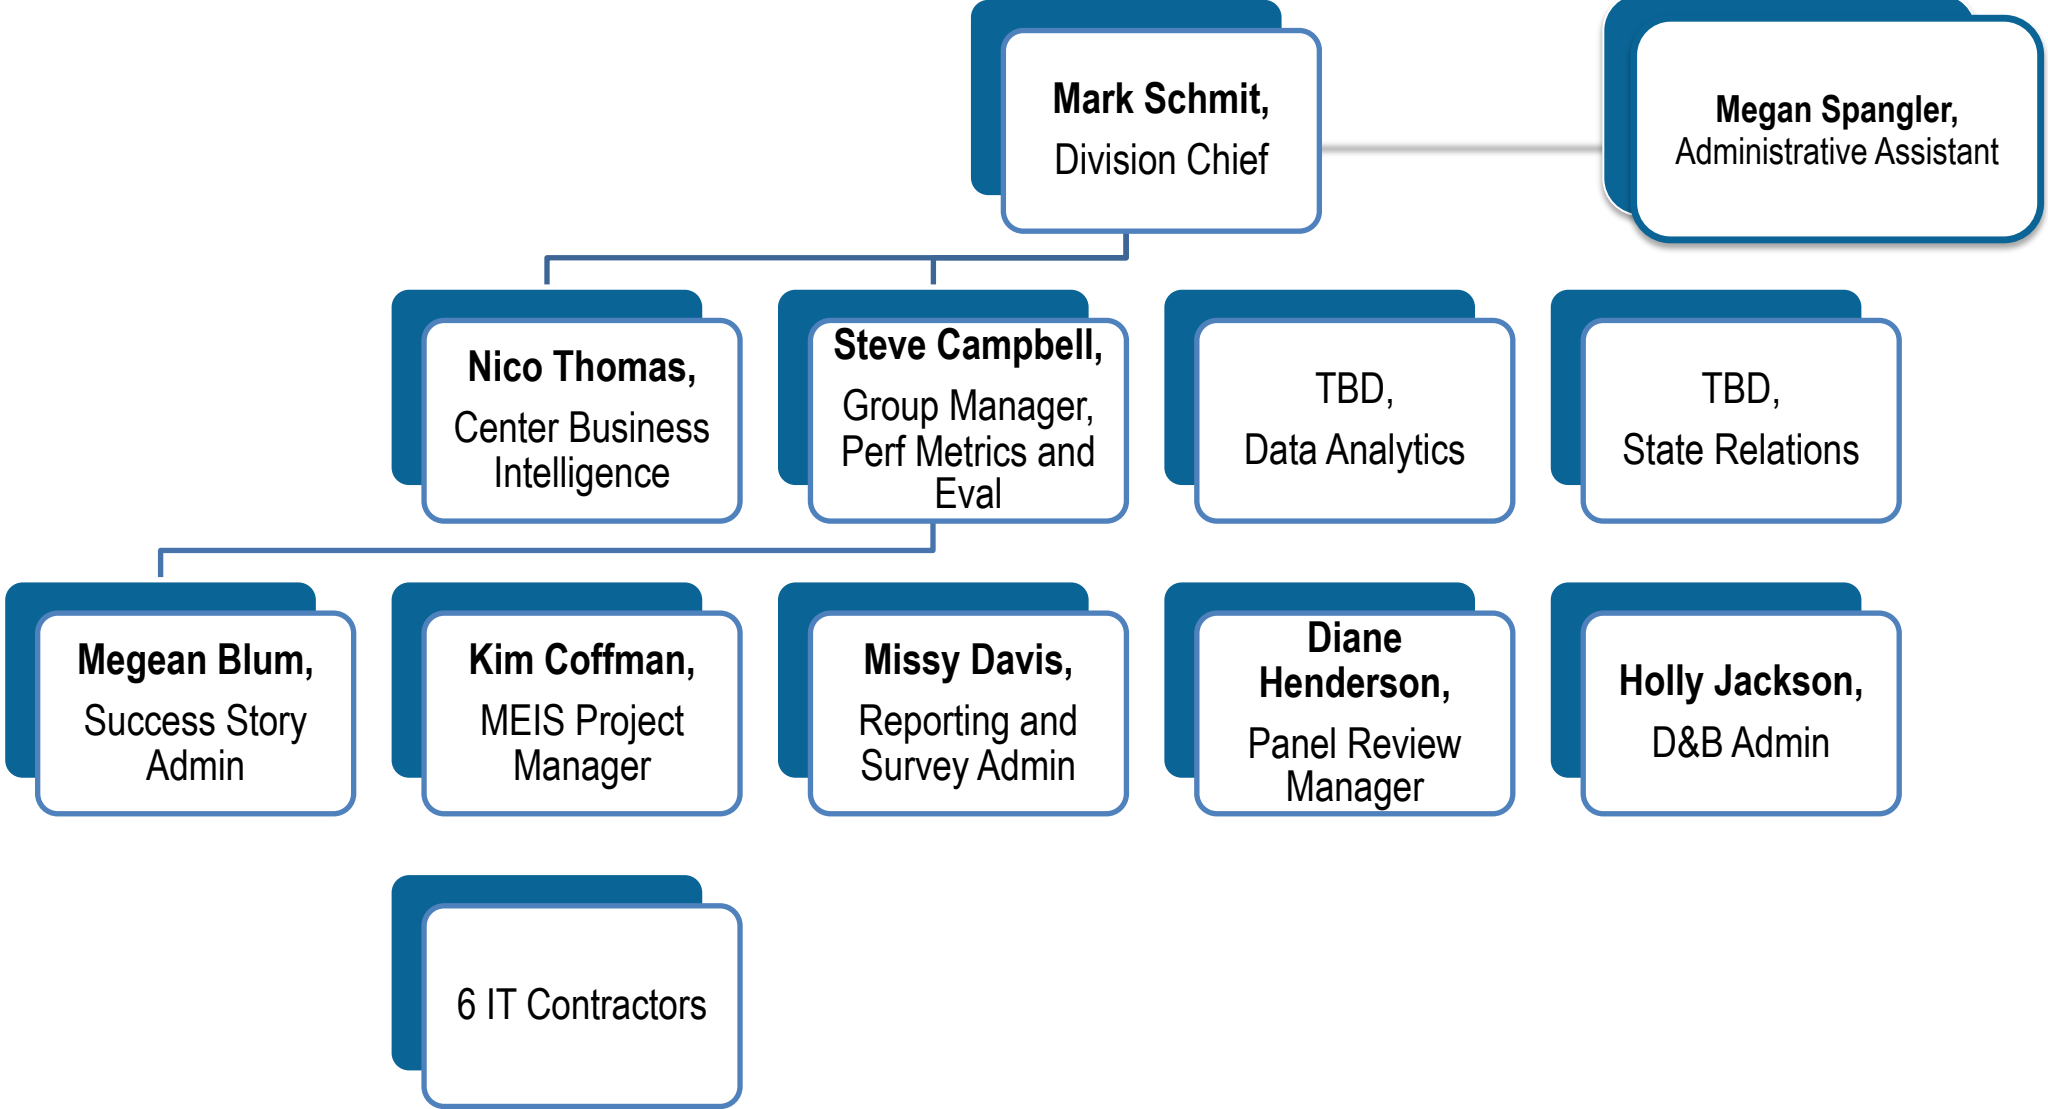 Mark Schmit,
Division Chief
Megan Spangler,
Administrative Assistant
Nico Thomas,
Center Business
Intelligence
Steve Campbell,
Group Manager,
Perf Metrics and
Eval
TBD,
Data Analytics
TBD,
State Relations
Megean Blum,
Success Story
Admin
Kim Coffman,
MEIS Project
Manager
Missy Davis,
Reporting and
Survey Admin
Diane
Henderson,
Panel Review
Manager
Holly Jackson,
D&B Admin
6 IT Contractors